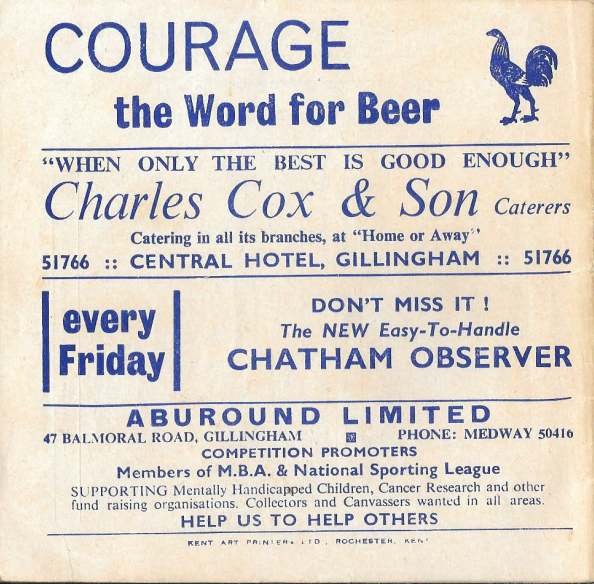 COURAGE
the Word for Beer
"WHEN ONLY THE BEST IS GOOD ENOUGH"
Charles Cox & Son Caterers
Catering in all its branches, at "Home or Away"
51766 :: CENTRAL HOTEL, GILLINGHAM :: 51766
every
Friday
DON'T MISS IT !
The NEW Easy-To-Handle
CHATHAM OBSERVER
ABUROUND LIMITED
47 BALMORAL ROAD, GILLINGHAM PHONE: MEDWAY 50416
COMPETITION PROMOTERS
Members of M.B.A. & National Sporting League
SUPPORTING Mentally Handicapped Children, Cancer Research and other
fund raising organisations. Collectors and Canvassers wanted in all areas.
HELP US TO HELP OTHERS
KENT ART PRINTERS LTD., ROCHESTER, KENT